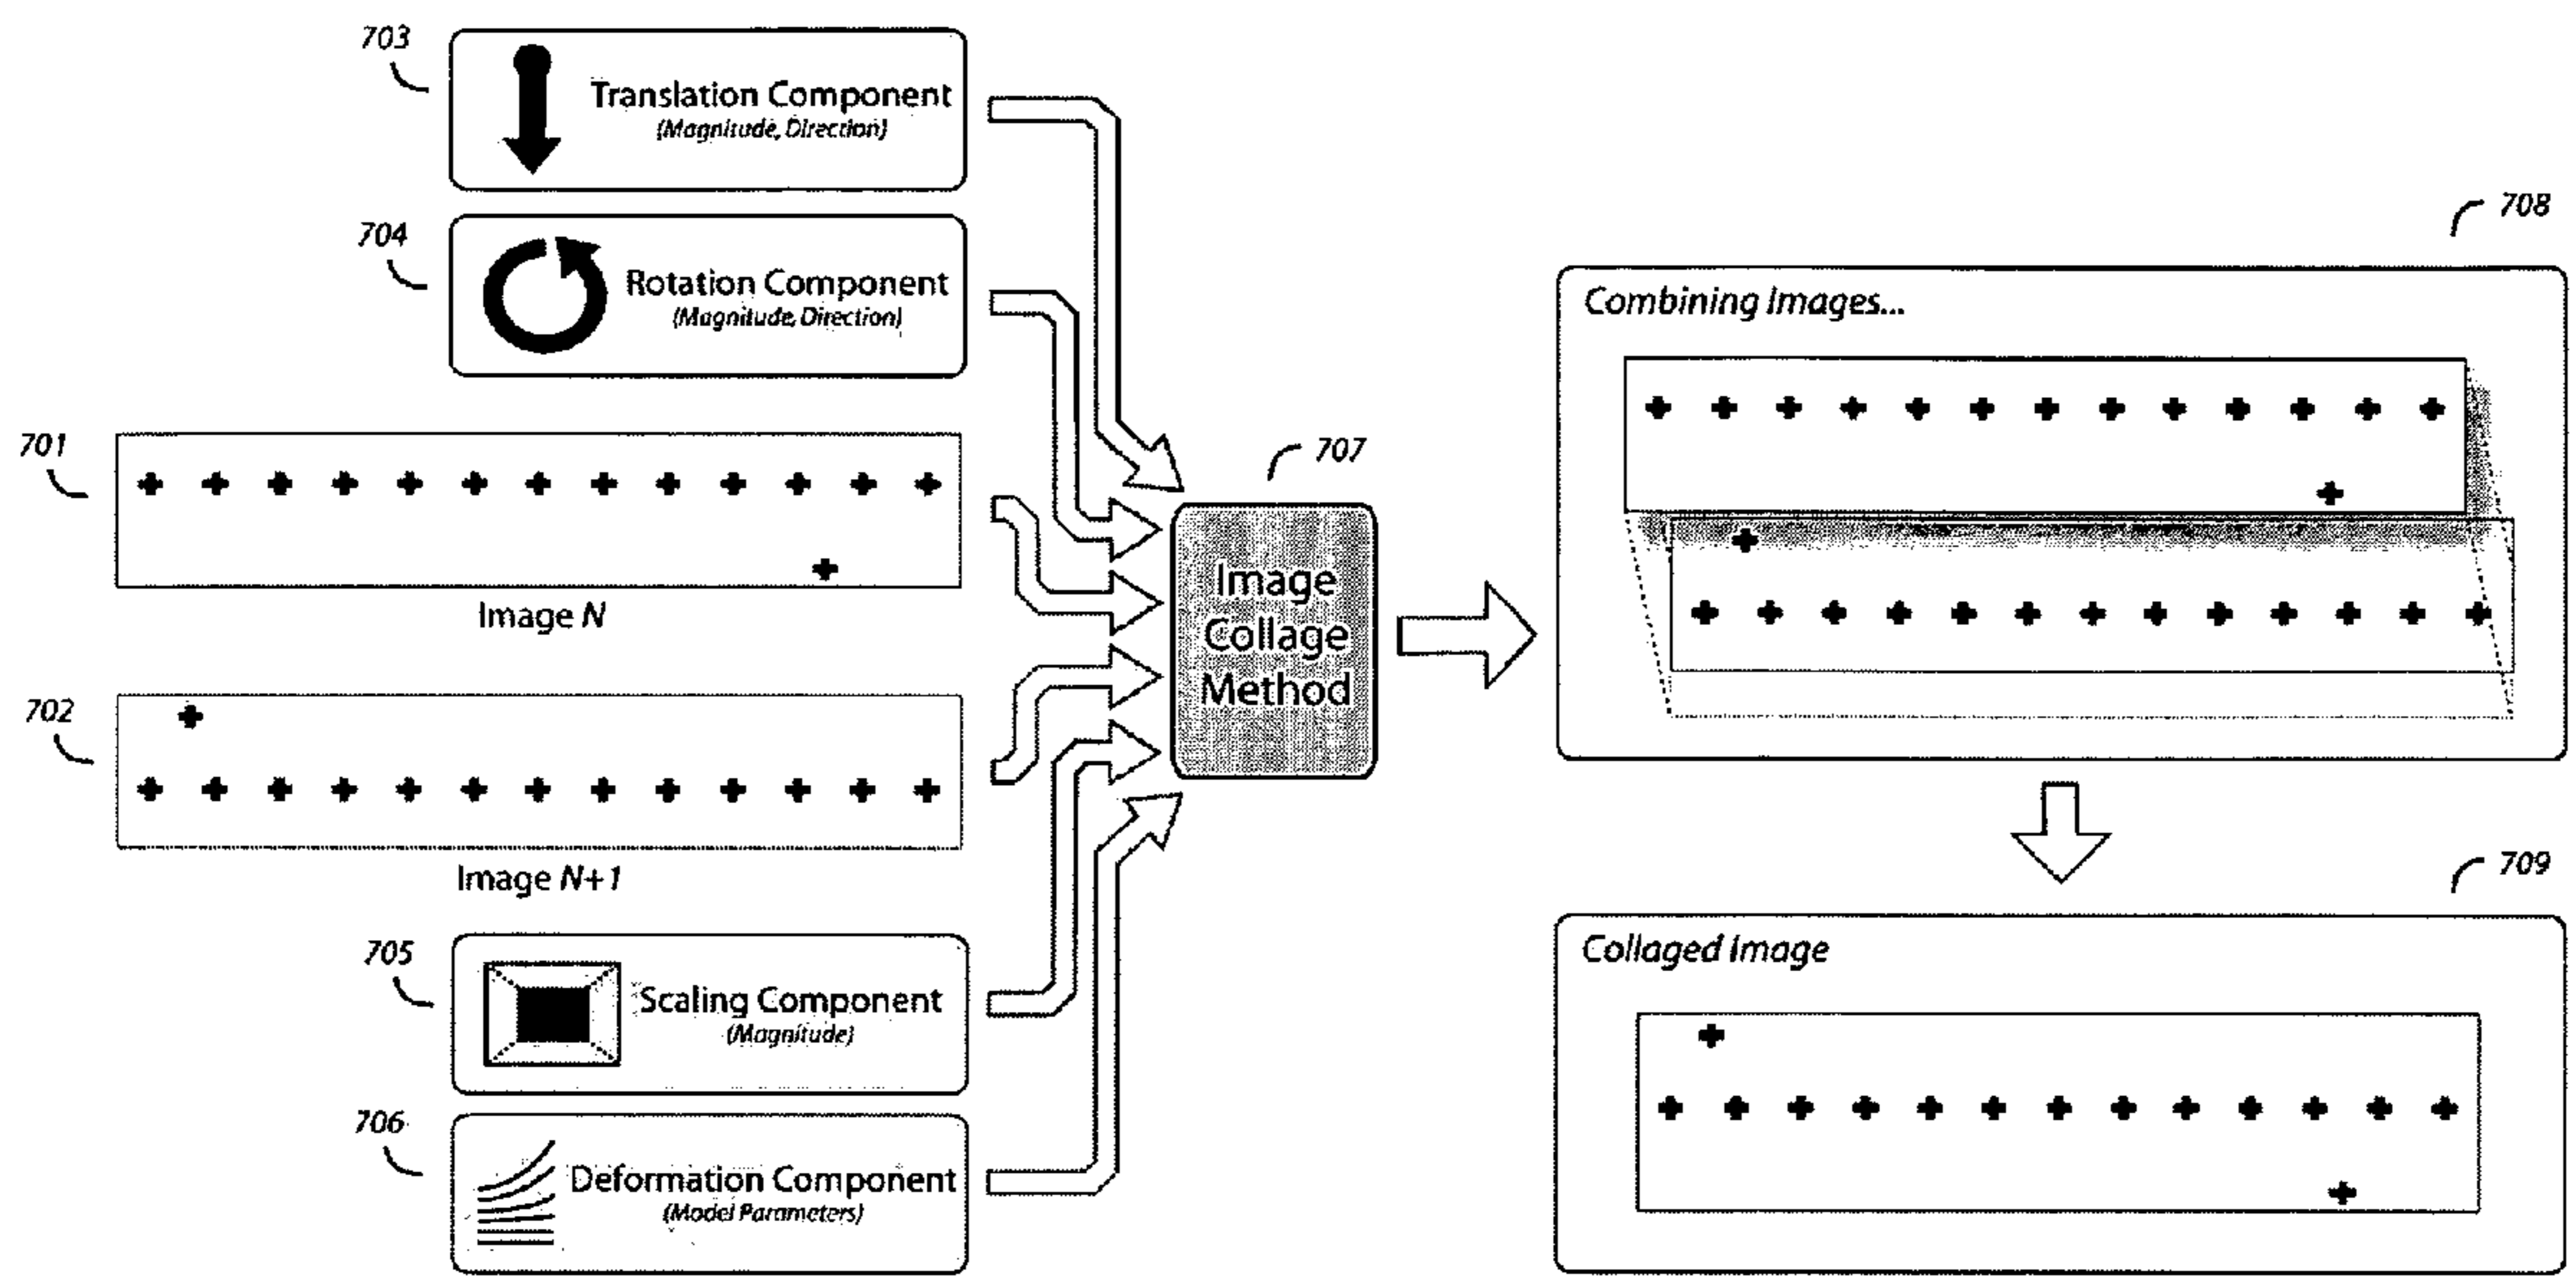 703
Translation Component
(Magnitude, Direction)
704
Rotation Component
(Magnitude, Direction)
701
Image N
702
Image N+1
705
Scaling Component
(Magnitude)
706
Deformation Component
(Model Parameters)
707
Image
Collage
Method
708
Combining Images...
709
Collaged Image